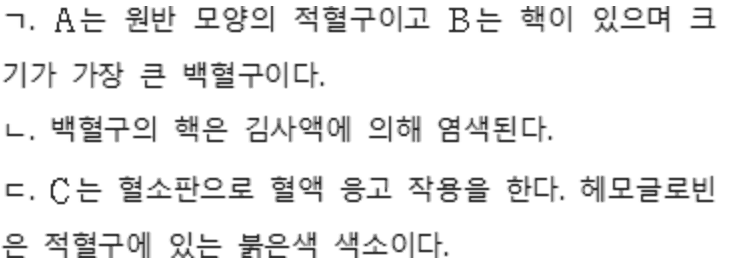 ㄱ. A는 원반 모양의 적혈구이고 B는 핵이 있으며 크
기가 가장 큰 백혈구이다.
ㄴ. 백혈구의 핵은 김사액에 의해 염색된다.
ㄷ. C는 혈소판으로 혈액 응고 작용을 한다. 헤모글로빈
은 적혈구에 있는 붉은색 색소이다.